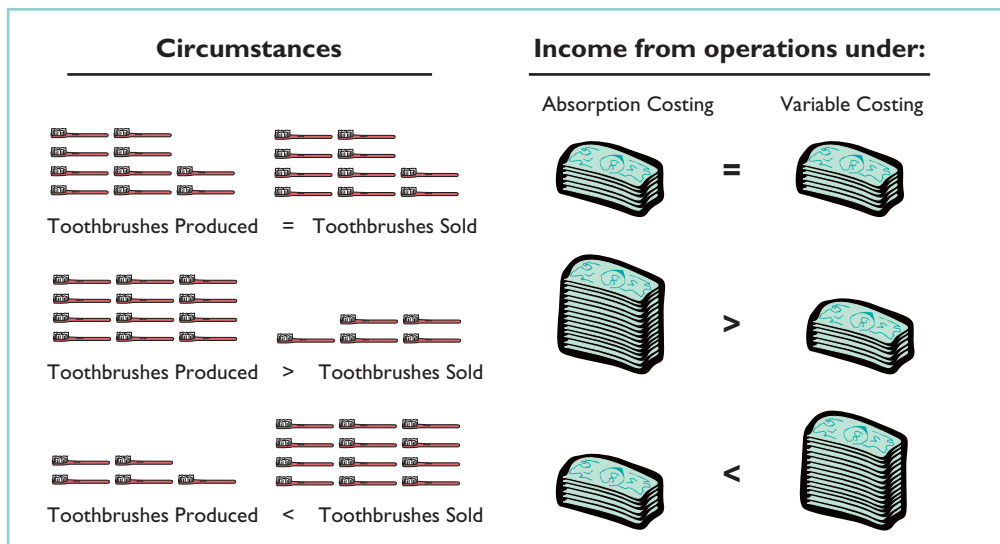 Circumstances
Income from operations under:
Absorption Costing
Variable Costing
=
Toothbrushes Produced = Toothbrushes Sold
>
Toothbrushes Produced > Toothbrushes Sold
<
Toothbrushes Produced < Toothbrushes Sold